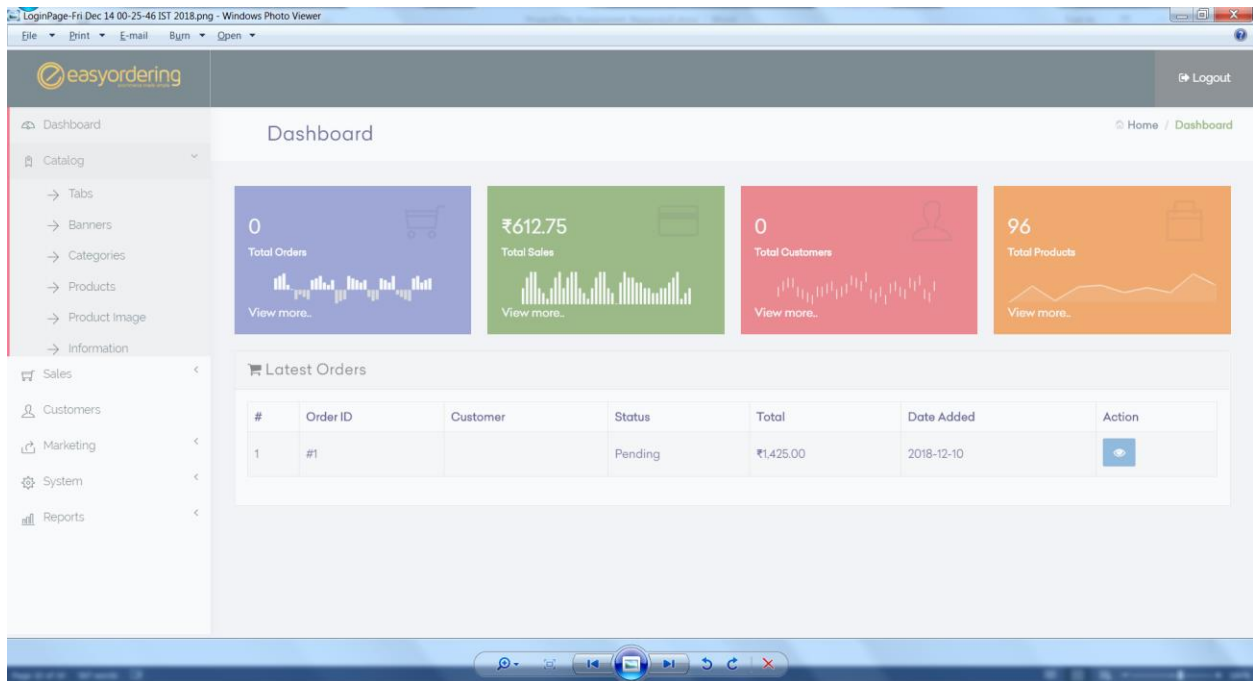 LoginPage-Fri Dec 14 00-25-46 IST 2018.png - Windows Photo Viewer
File Print E-mail Burn Open
easyordering
Logout
Dashboard
Catalog
Tabs
Banners
Categories
Products
Product Image
Information
Sales
Customers
Marketing
System
Reports
Dashboard
Home / Dashboard
0
Total Orders
View more..
₹612.75
Total Sales
View more..
0
Total Customers
View more..
96
Total Products
View more..
Latest Orders
# Order ID Customer Status Total Date Added Action
1 #1 Pending ₹1,425.00 2018-12-10